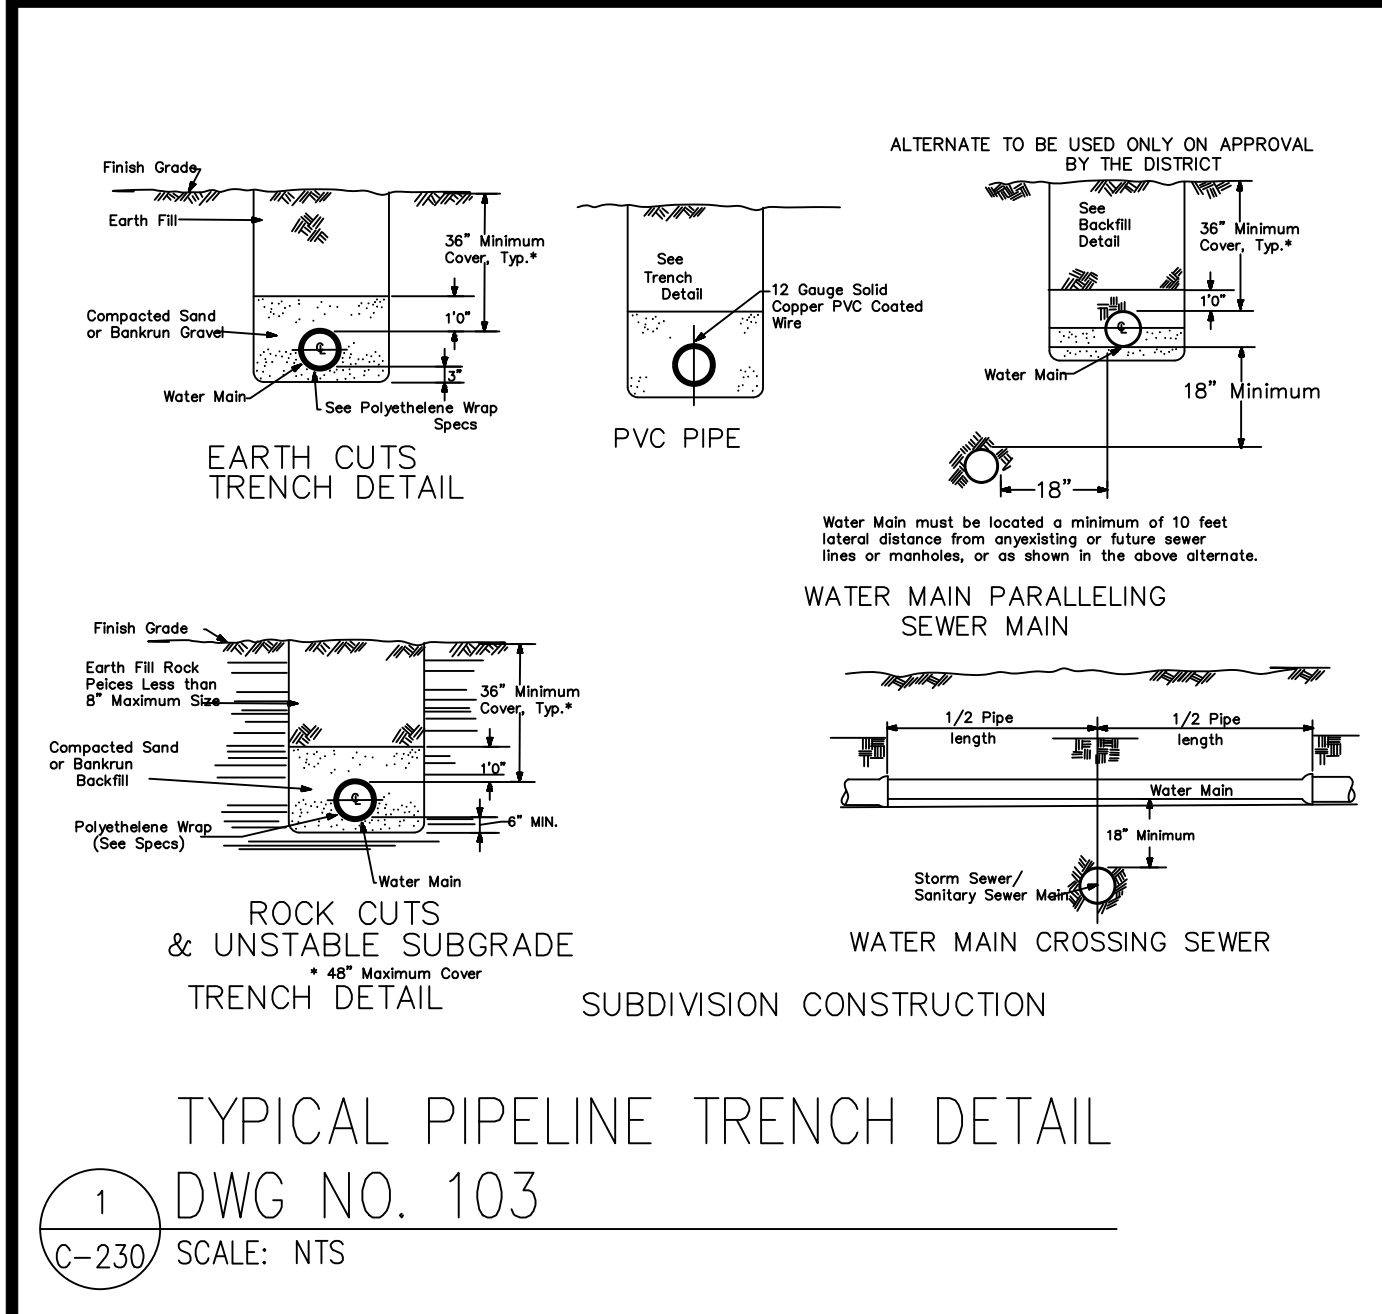 Finish Grade
Earth Fill
36" Minimum
Cover, Typ.*
Compacted Sand
or Bankrun Gravel
1'0"
℄
3"
Water Main
See Polyethelene Wrap
Specs
EARTH CUTS
TRENCH DETAIL
See
Trench
Detail
12 Gauge Solid
Copper PVC Coated
Wire
PVC PIPE
ALTERNATE TO BE USED ONLY ON APPROVAL
BY THE DISTRICT
See
Backfill
Detail
36" Minimum
Cover, Typ.*
1'0"
℄
Water Main
18" Minimum
18"
Water Main must be located a minimum of 10 feet
lateral distance from anyexisting or future sewer
lines or manholes, or as shown in the above alternate.
WATER MAIN PARALLELING
SEWER MAIN
Finish Grade
Earth Fill Rock
Peices Less than
8" Maximum Size
36" Minimum
Cover, Typ.*
Compacted Sand
or Bankrun
Backfill
1'0"
℄
Polyethelene Wrap
(See Specs)
6" MIN.
Water Main
ROCK CUTS
& UNSTABLE SUBGRADE
* 48" Maximum Cover
TRENCH DETAIL
1/2 Pipe
length
1/2 Pipe
length
Water Main
18" Minimum
Storm Sewer/
Sanitary Sewer Main
WATER MAIN CROSSING SEWER
SUBDIVISION CONSTRUCTION
TYPICAL PIPELINE TRENCH DETAIL
DWG NO. 103
1
C-230
SCALE: NTS